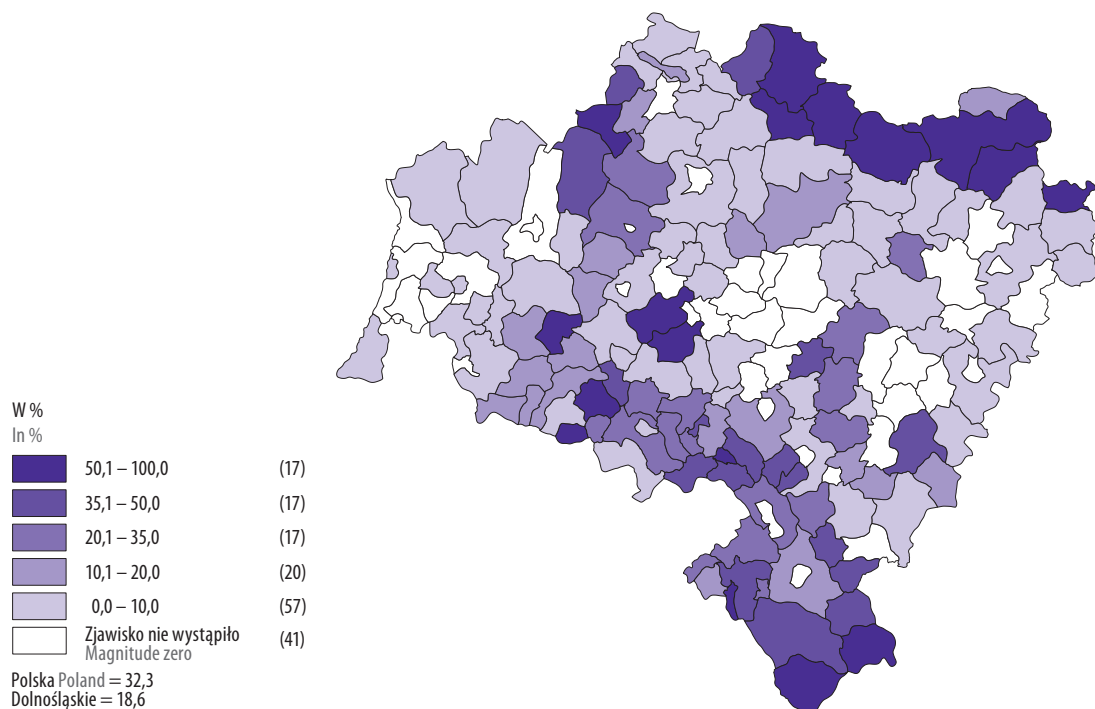 W %
In %
50,1 – 100,0 (17)
35,1 – 50,0 (17)
20,1 – 35,0 (17)
10,1 – 20,0 (20)
0,0 – 10,0 (57)
Zjawisko nie wystąpiło (41)
Magnitude zero
Polska Poland = 32,3
Dolnośląskie = 18,6